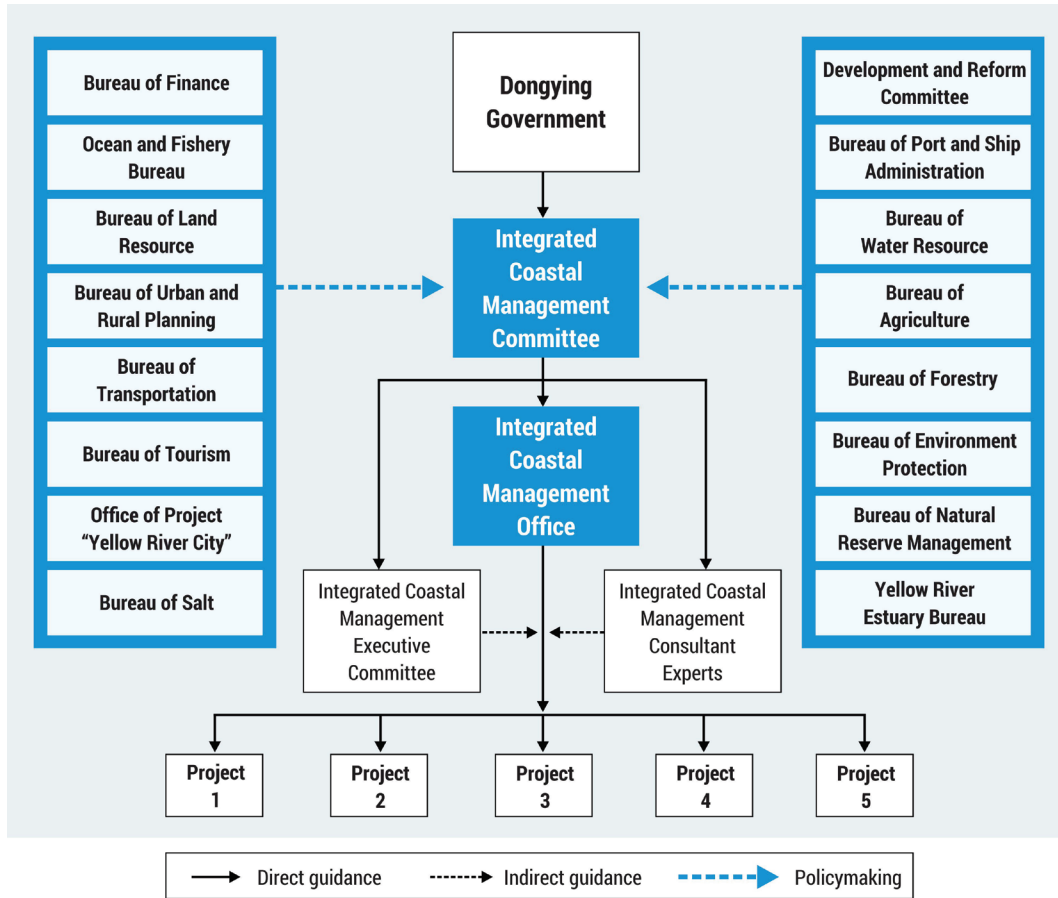 Bureau of Finance
Ocean and Fishery
Bureau
Bureau of Land
Resource
Bureau of Urban and
Rural Planning
Bureau of
Transportation
Bureau of Tourism
Office of Project
“Yellow River City”
Bureau of Salt
Dongying
Government
Integrated
Coastal
Management
Committee
Integrated
Coastal
Management
Office
Integrated Coastal
Management
Executive
Committee
Integrated Coastal
Management
Consultant
Experts
Development and Reform
Committee
Bureau of Port and Ship
Administration
Bureau of
Water Resource
Bureau of
Agriculture
Bureau of Forestry
Bureau of Environment
Protection
Bureau of Natural
Reserve Management
Yellow River
Estuary Bureau
Project
1
Project
2
Project
3
Project
4
Project
5
Direct guidance
Indirect guidance
Policymaking